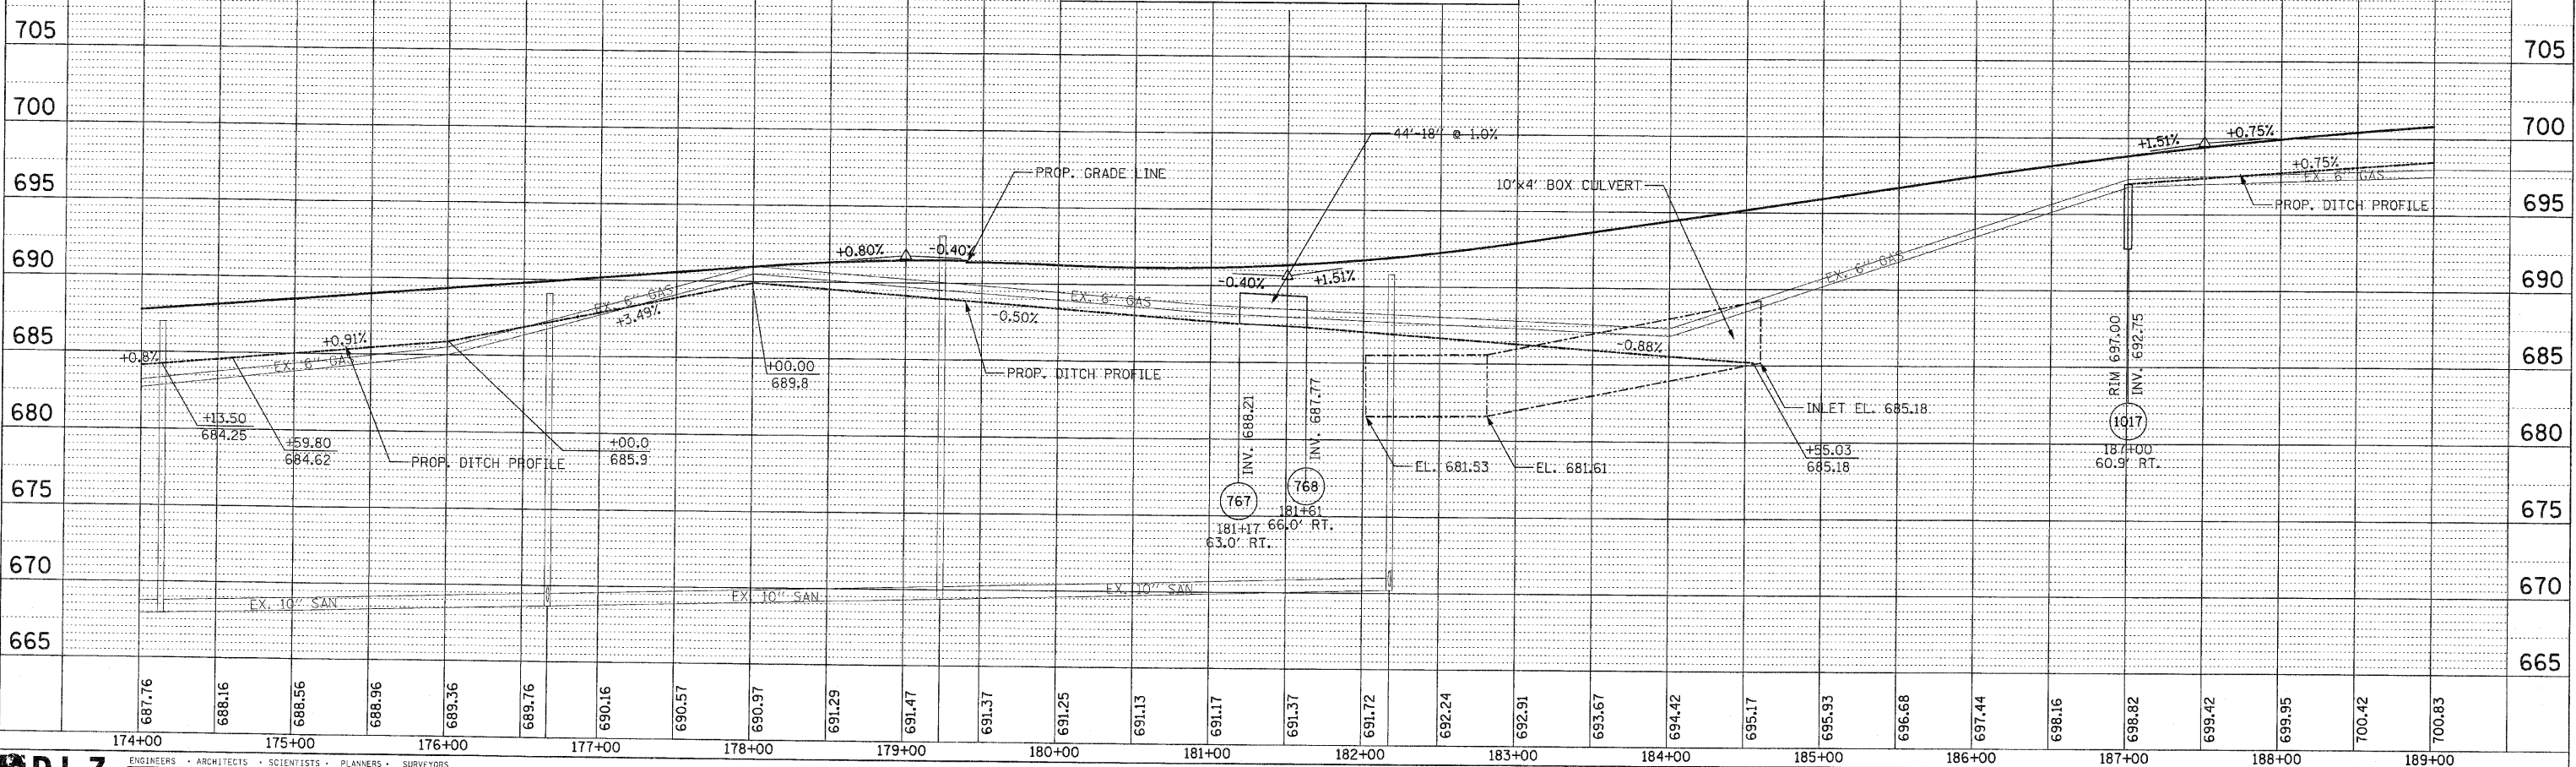 705 705
700 700
695 695
690 690
685 685
680 680
675 675
670 670
665 665
44'-18" @ 1.0%
+1.51% +0.75%
PROP. GRADE LINE
10'x4' BOX CULVERT
+0.75%
EX. 6" GAS
PROP. DITCH PROFILE
+0.80% -0.40%
-0.40% +1.51%
EX. 6" GAS
EX. 6" GAS
EX. 6" GAS
+3.49%
-0.50%
+0.91%
+0.8%
EX. 6" GAS
-0.88%
+00.00
689.8
PROP. DITCH PROFILE
RIM 697.00
INV. 692.75
INV. 688.21
INV. 687.77
INLET EL. 685.18
+13.50
684.25
+59.80
684.62
PROP. DITCH PROFILE
+00.0
685.9
EL. 681.53
EL. 681.61
+55.03
685.18
1017
187+00
60.9' RT.
767
181+17
63.0' RT.
768
181+61
66.0' RT.
EX. 10" SAN
EX. 10" SAN
EX. 10" SAN
687.76 688.16 688.56 688.96 689.36 689.76 690.16 690.57 690.97 691.29 691.47 691.37 691.25 691.13 691.17 691.37 691.72 692.24 692.91 693.67 694.42 695.17 695.93 696.68 697.44 698.16 698.82 699.42 699.95 700.42 700.83
174+00 175+00 176+00 177+00 178+00 179+00 180+00 181+00 182+00 183+00 184+00 185+00 186+00 187+00 188+00 189+00
DLZ
ENGINEERS · ARCHITECTS · SCIENTISTS · PLANNERS · SURVEYORS